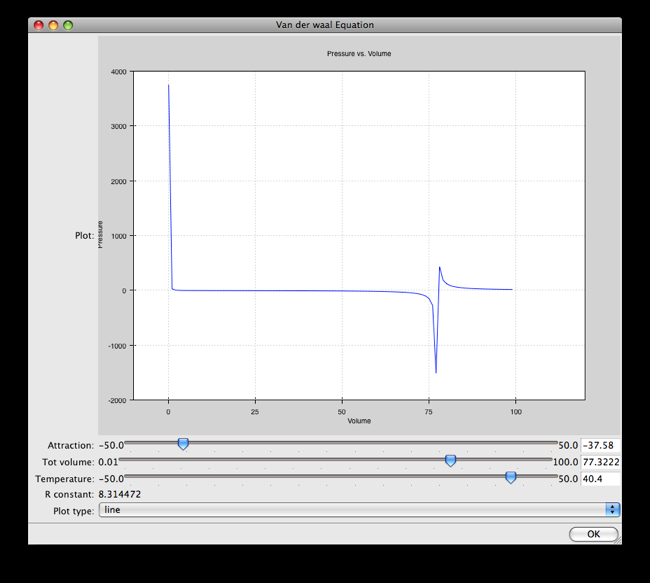 Van der waal Equation
Pressure vs. Volume
4000
3000
2000
1000
0
-1000
-2000
Plot:
Pressure
0 25 50 75 100
Volume
Attraction: -50.0 50.0 -37.58
Tot volume: 0.01 100.0 77.3222
Temperature: -50.0 50.0 40.4
R constant: 8.314472
Plot type: line
OK